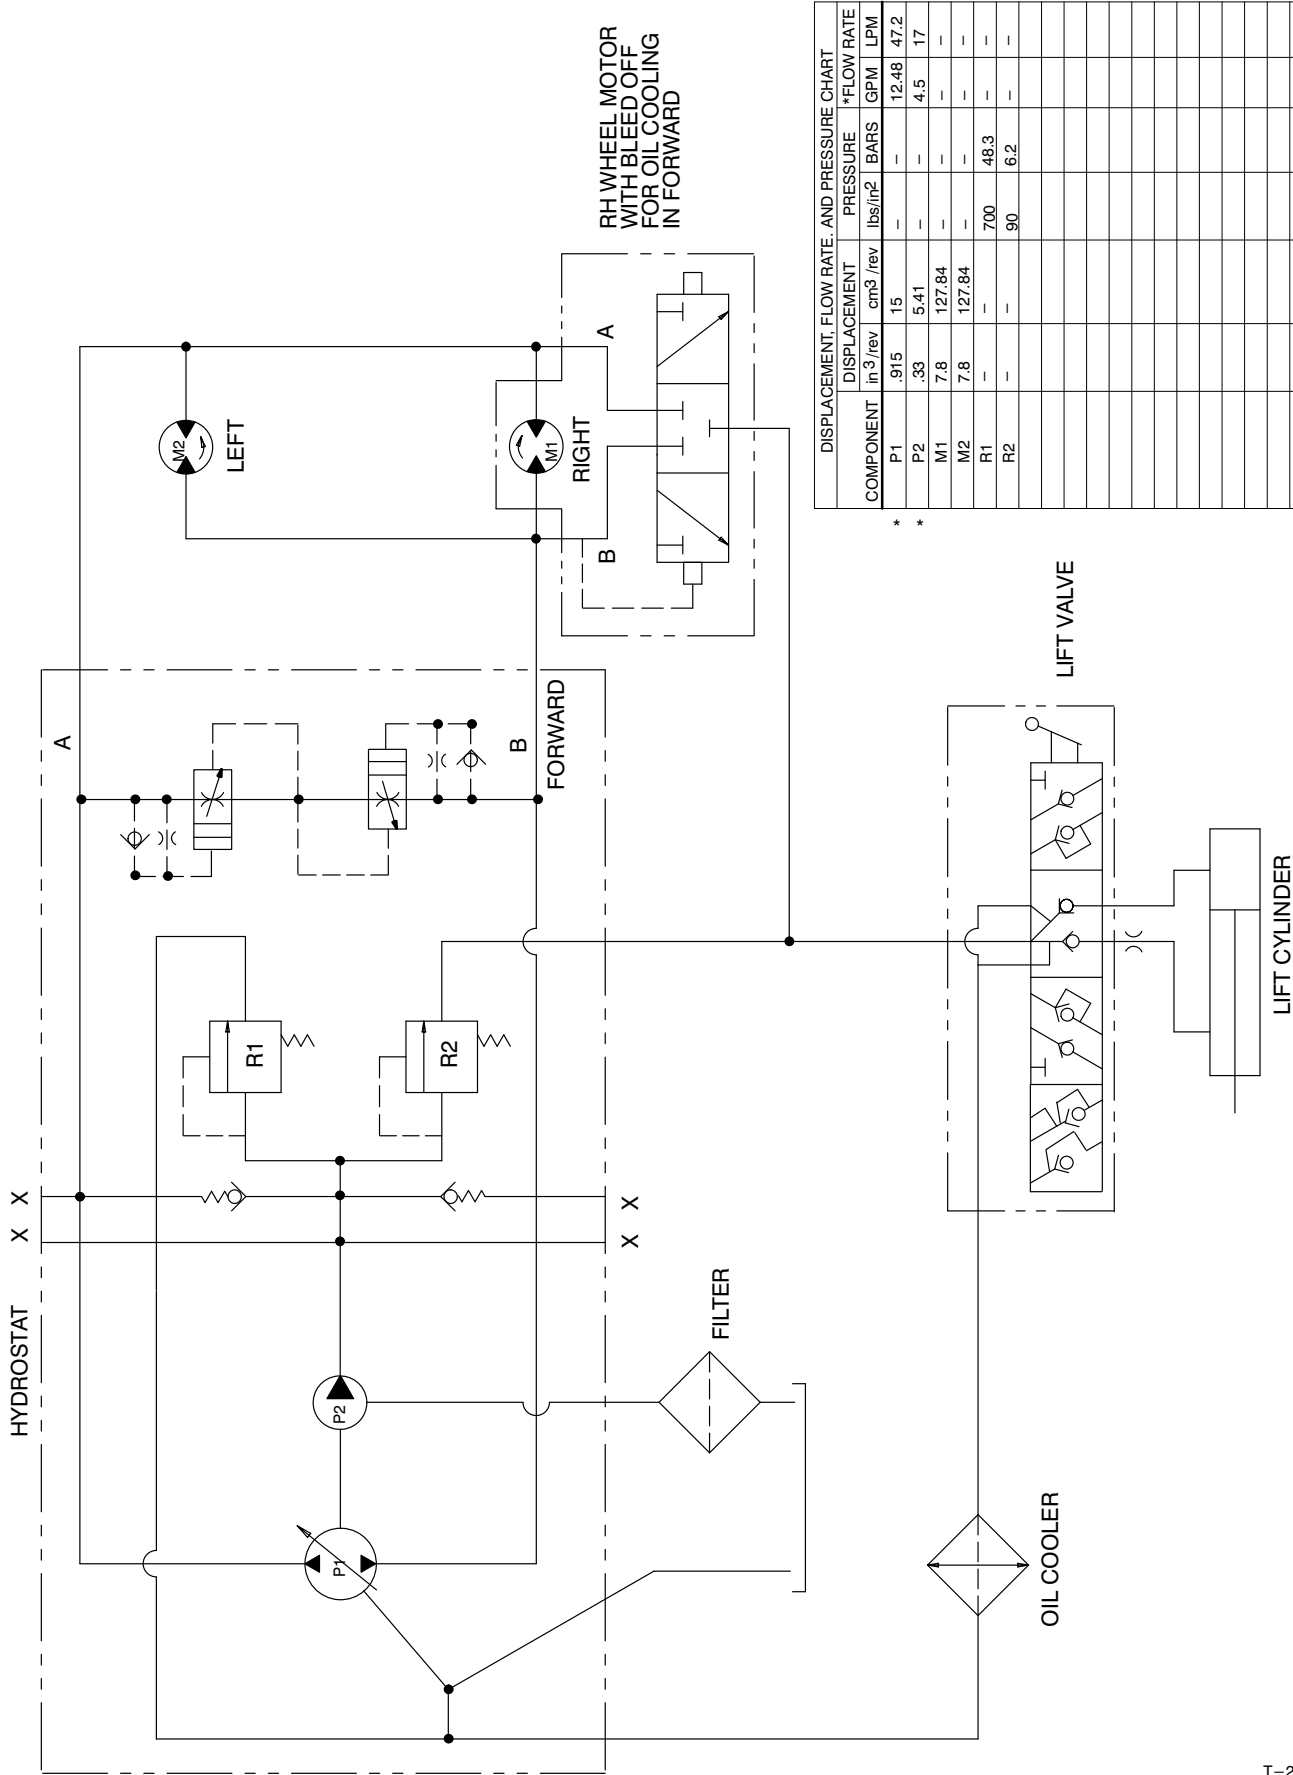 HYDROSTAT
X X
X X
A
B
FORWARD
P1
P2
R1
R2
FILTER
M2
LEFT
M1
RIGHT
A
B
RH WHEEL MOTOR
WITH BLEED OFF
FOR OIL COOLING
IN FORWARD
OIL COOLER
LIFT VALVE
LIFT CYLINDER
DISPLACEMENT, FLOW RATE, AND PRESSURE CHART
DISPLACEMENT PRESSURE *FLOW RATE
COMPONENT in3/rev cm3/rev lbs/in2 BARS GPM LPM
* P1 .915 15 – – 12.48 47.2
* P2 .33 5.41 – – 4.5 17
M1 7.8 127.84 – – – –
M2 7.8 127.84 – – – –
R1 – – 700 48.3 – –
R2 – – 90 6.2 – –